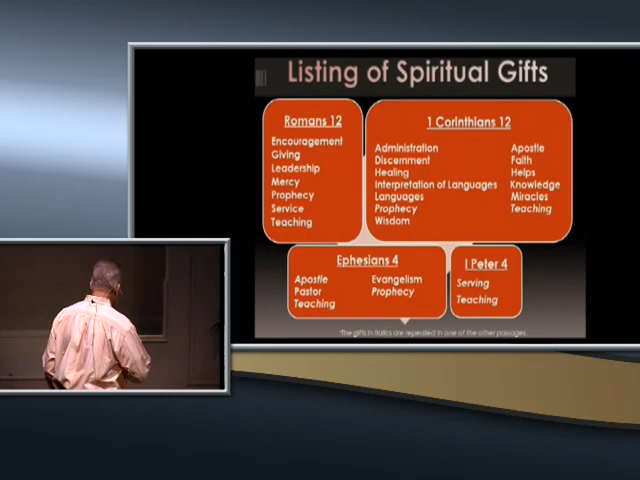 Listing of Spiritual Gifts
Romans 12
Encouragement
Giving
Leadership
Mercy
Prophecy
Service
Teaching
1 Corinthians 12
Administration
Discernment
Healing
Interpretation of Languages
Languages
Prophecy
Wisdom
Apostle
Faith
Helps
Knowledge
Miracles
Teaching
Ephesians 4
Apostle
Pastor
Teaching
Evangelism
Prophecy
I Peter 4
Serving
Teaching
*The gifts in italics are repeated in one of the other passages.